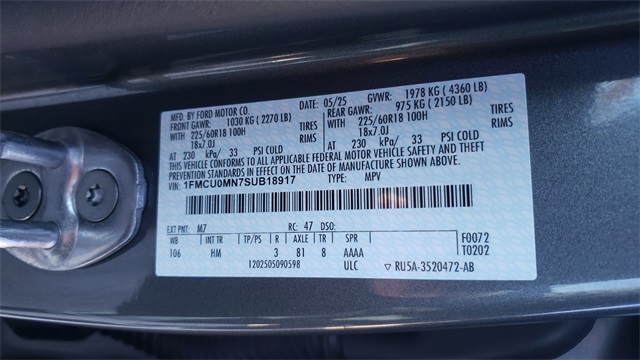 MFD. BY FORD MOTOR CO.
05/25 GVWR: 1978 KG ( 4360 LB)
FRONT GAWR: 1030 KG ( 2270 LB) REAR GAWR: 975 KG ( 2150 LB)
WITH 225/60R18 100H TIRES WITH 225/60R18 100H TIRES
18x7.0J RIMS 18x7.0J RIMS
AT 230 kPa/ 33 PSI COLD AT 230 kPa/ 33 PSI COLD
THIS VEHICLE CONFORMS TO ALL APPLICABLE FEDERAL MOTOR VEHICLE SAFETY AND THEFT
PREVENTION STANDARDS IN EFFECT ON THE DATE OF MANUFACTURE SHOWN ABOVE.
1FMCU0MN7SUB18917 TYPE: MPV
EXT PNT: M7 RC: 47 DSO:
WB INT TR TP/PS R AXLE TR SPR F0072
106 HM 3 81 8 AAAA T0202
1202505090598 ULC ▽ RU5A-3520472-AB